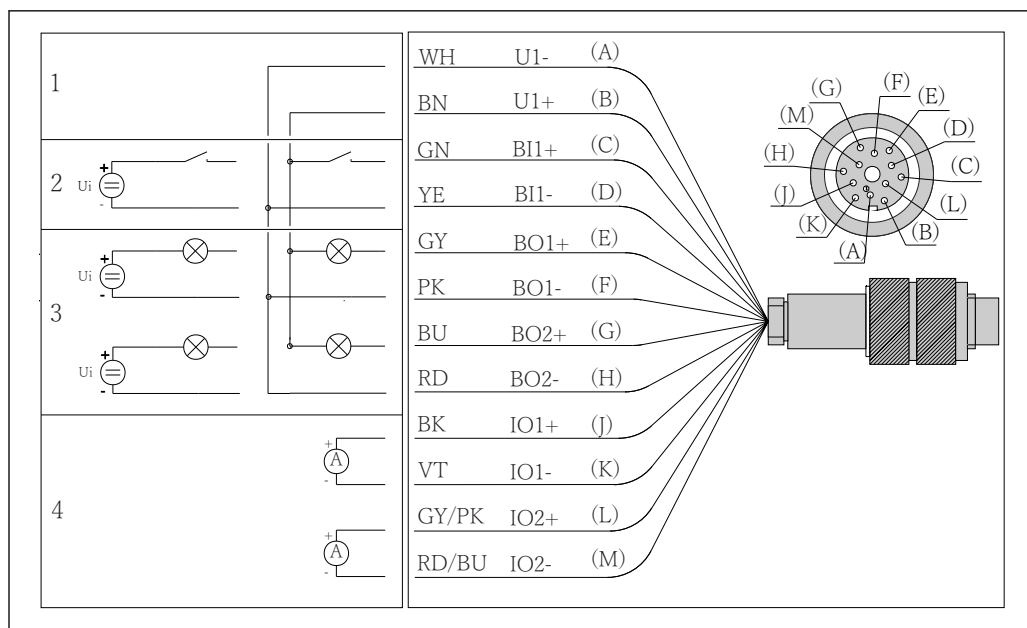 1
2
+
Ui
-
3
+
Ui
-
+
Ui
-
4
+
A
-
+
A
-
WH U1- (A)
BN U1+ (B)
GN BI1+ (C)
YE BI1- (D)
GY BO1+ (E)
PK BO1- (F)
BU BO2+ (G)
RD BO2- (H)
BK IO1+ (J)
VT IO1- (K)
GY/PK IO2+ (L)
RD/BU IO2- (M)
(F)
(G) (E)
(M) (D)
(H) (C)
(J) (L)
(K) (B)
(A)